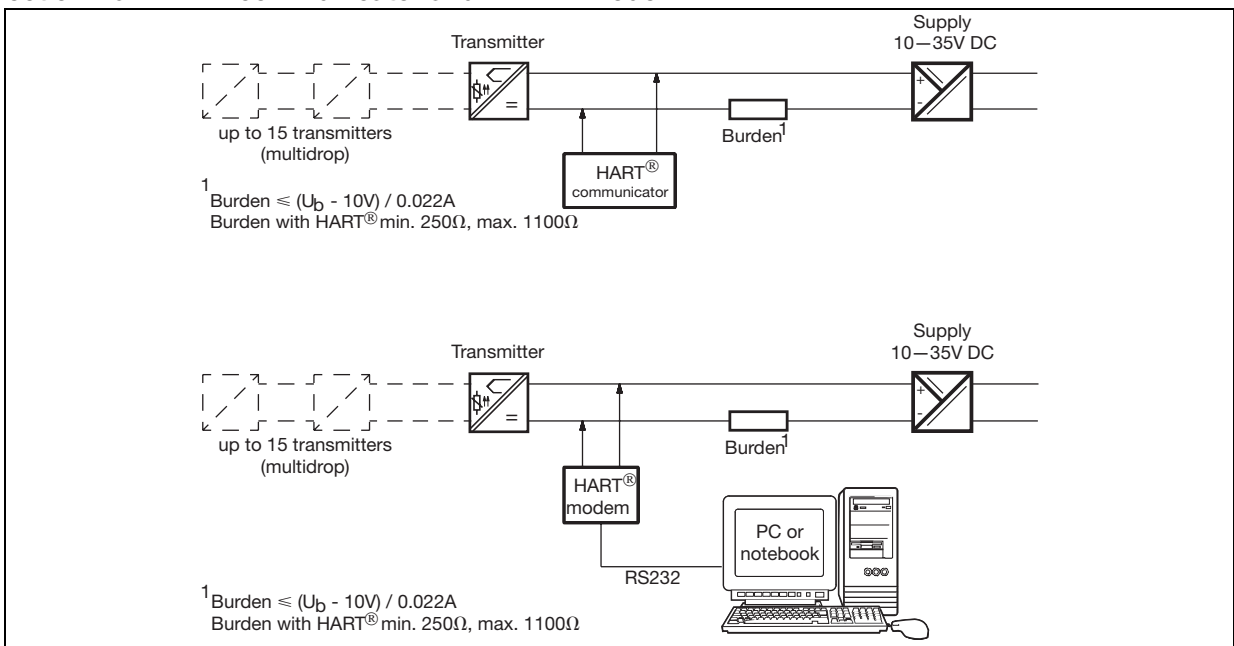 Supply
10—35V DC
Transmitter
+
-
=
up to 15 transmitters
(multidrop)
Burden1
HART®
communicator
1
Burden ≤ (Ub - 10V) / 0.022A
Burden with HART® min. 250Ω, max. 1100Ω
Supply
10—35V DC
Transmitter
+
-
=
up to 15 transmitters
(multidrop)
Burden1
HART®
modem
PC or
notebook
RS232
1Burden ≤ (Ub - 10V) / 0.022A
Burden with HART® min. 250Ω, max. 1100Ω